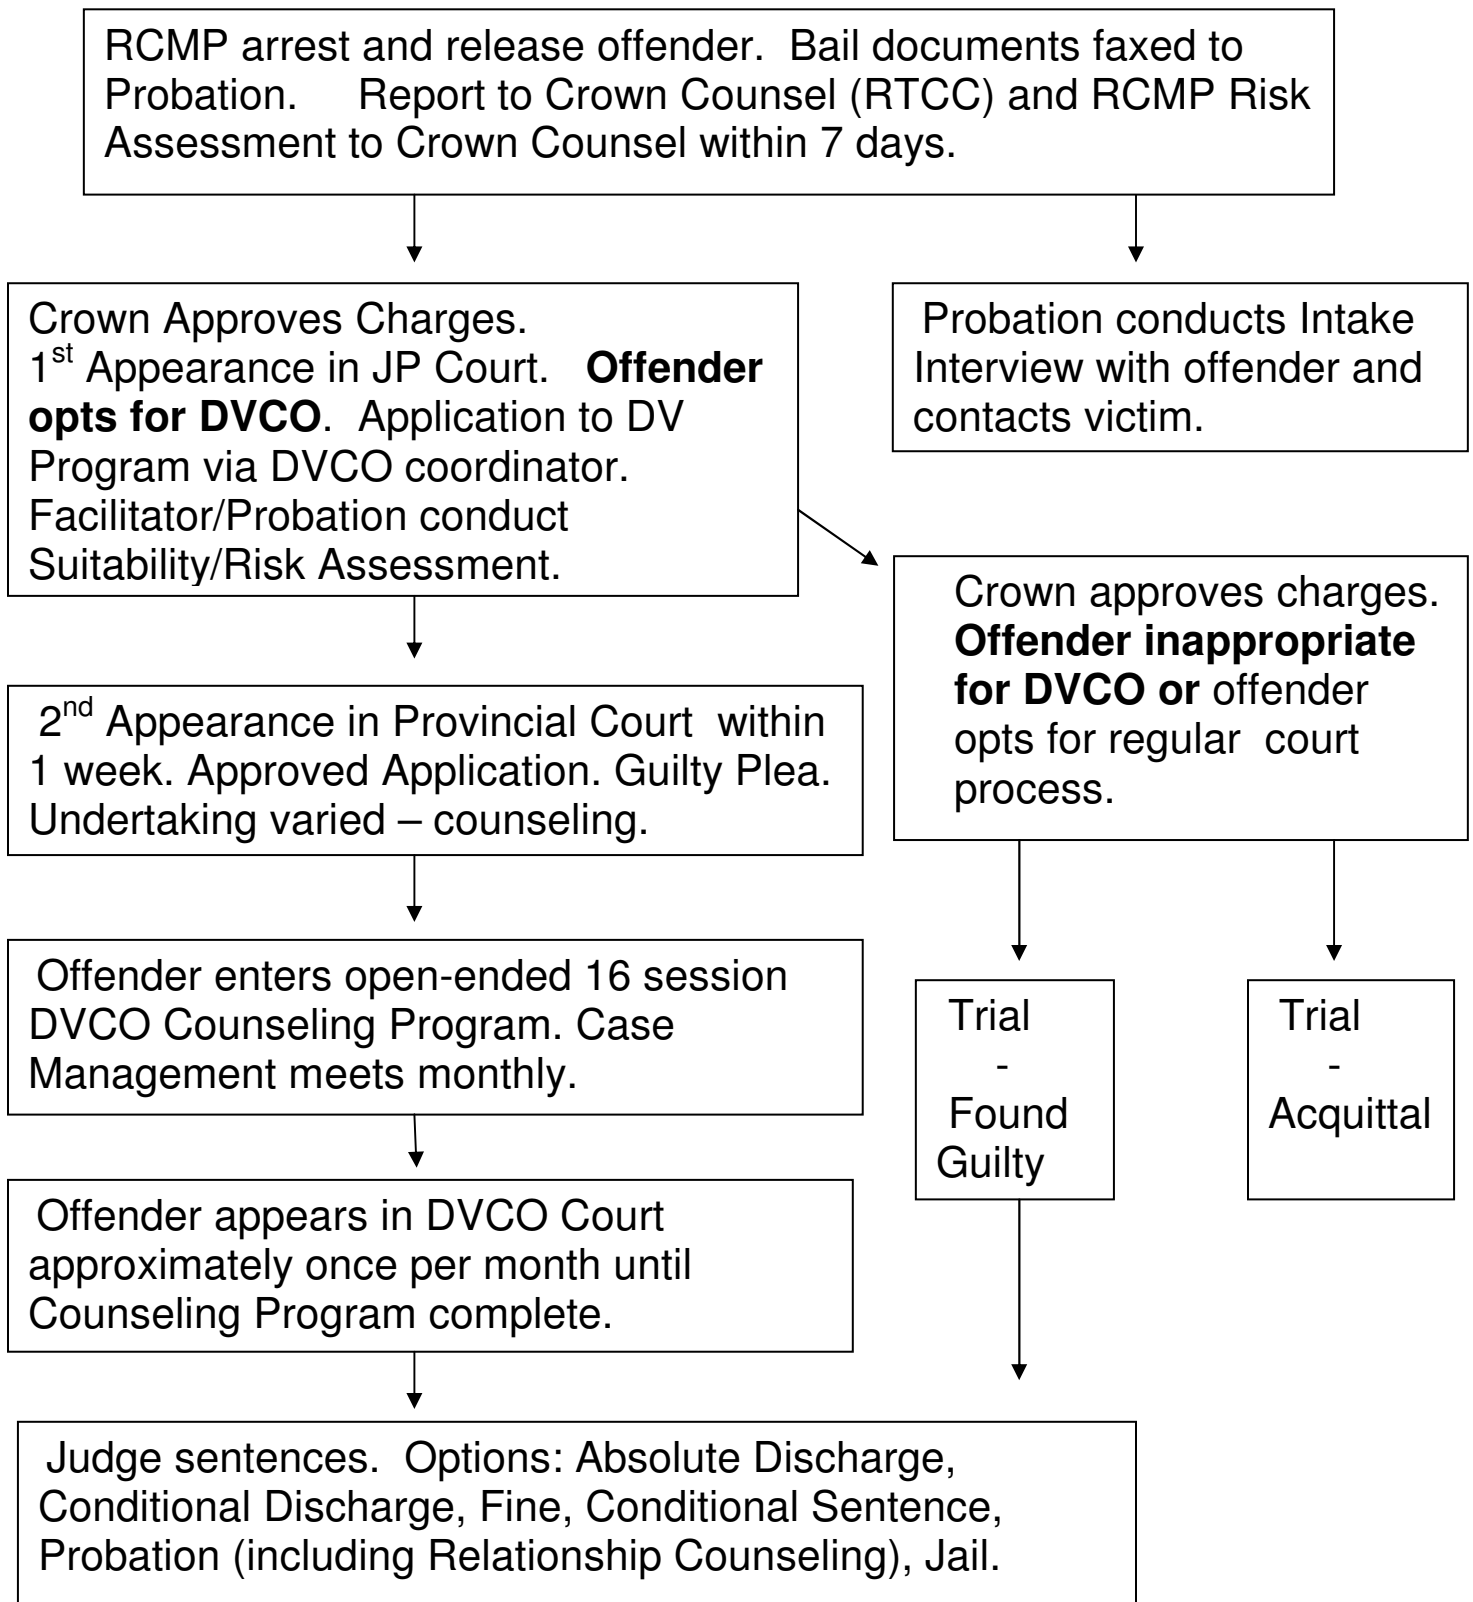 RCMP arrest and release offender.  Bail documents faxed to
Probation.     Report to Crown Counsel (RTCC) and RCMP Risk
Assessment to Crown Counsel within 7 days.
Crown Approves Charges.
1st Appearance in JP Court.   Offender
opts for DVCO.  Application to DV
Program via DVCO coordinator.
Facilitator/Probation conduct
Suitability/Risk Assessment.
Probation conducts Intake
Interview with offender and
contacts victim.
Crown approves charges.
Offender inappropriate
for DVCO or offender
opts for regular  court
process.
2nd Appearance in Provincial Court  within
1 week. Approved Application. Guilty Plea.
Undertaking varied – counseling.
Offender enters open-ended 16 session
DVCO Counseling Program. Case
Management meets monthly.
Trial
-
Found
Guilty
Trial
-
Acquittal
Offender appears in DVCO Court
approximately once per month until
Counseling Program complete.
Judge sentences.  Options: Absolute Discharge,
Conditional Discharge, Fine, Conditional Sentence,
Probation (including Relationship Counseling), Jail.